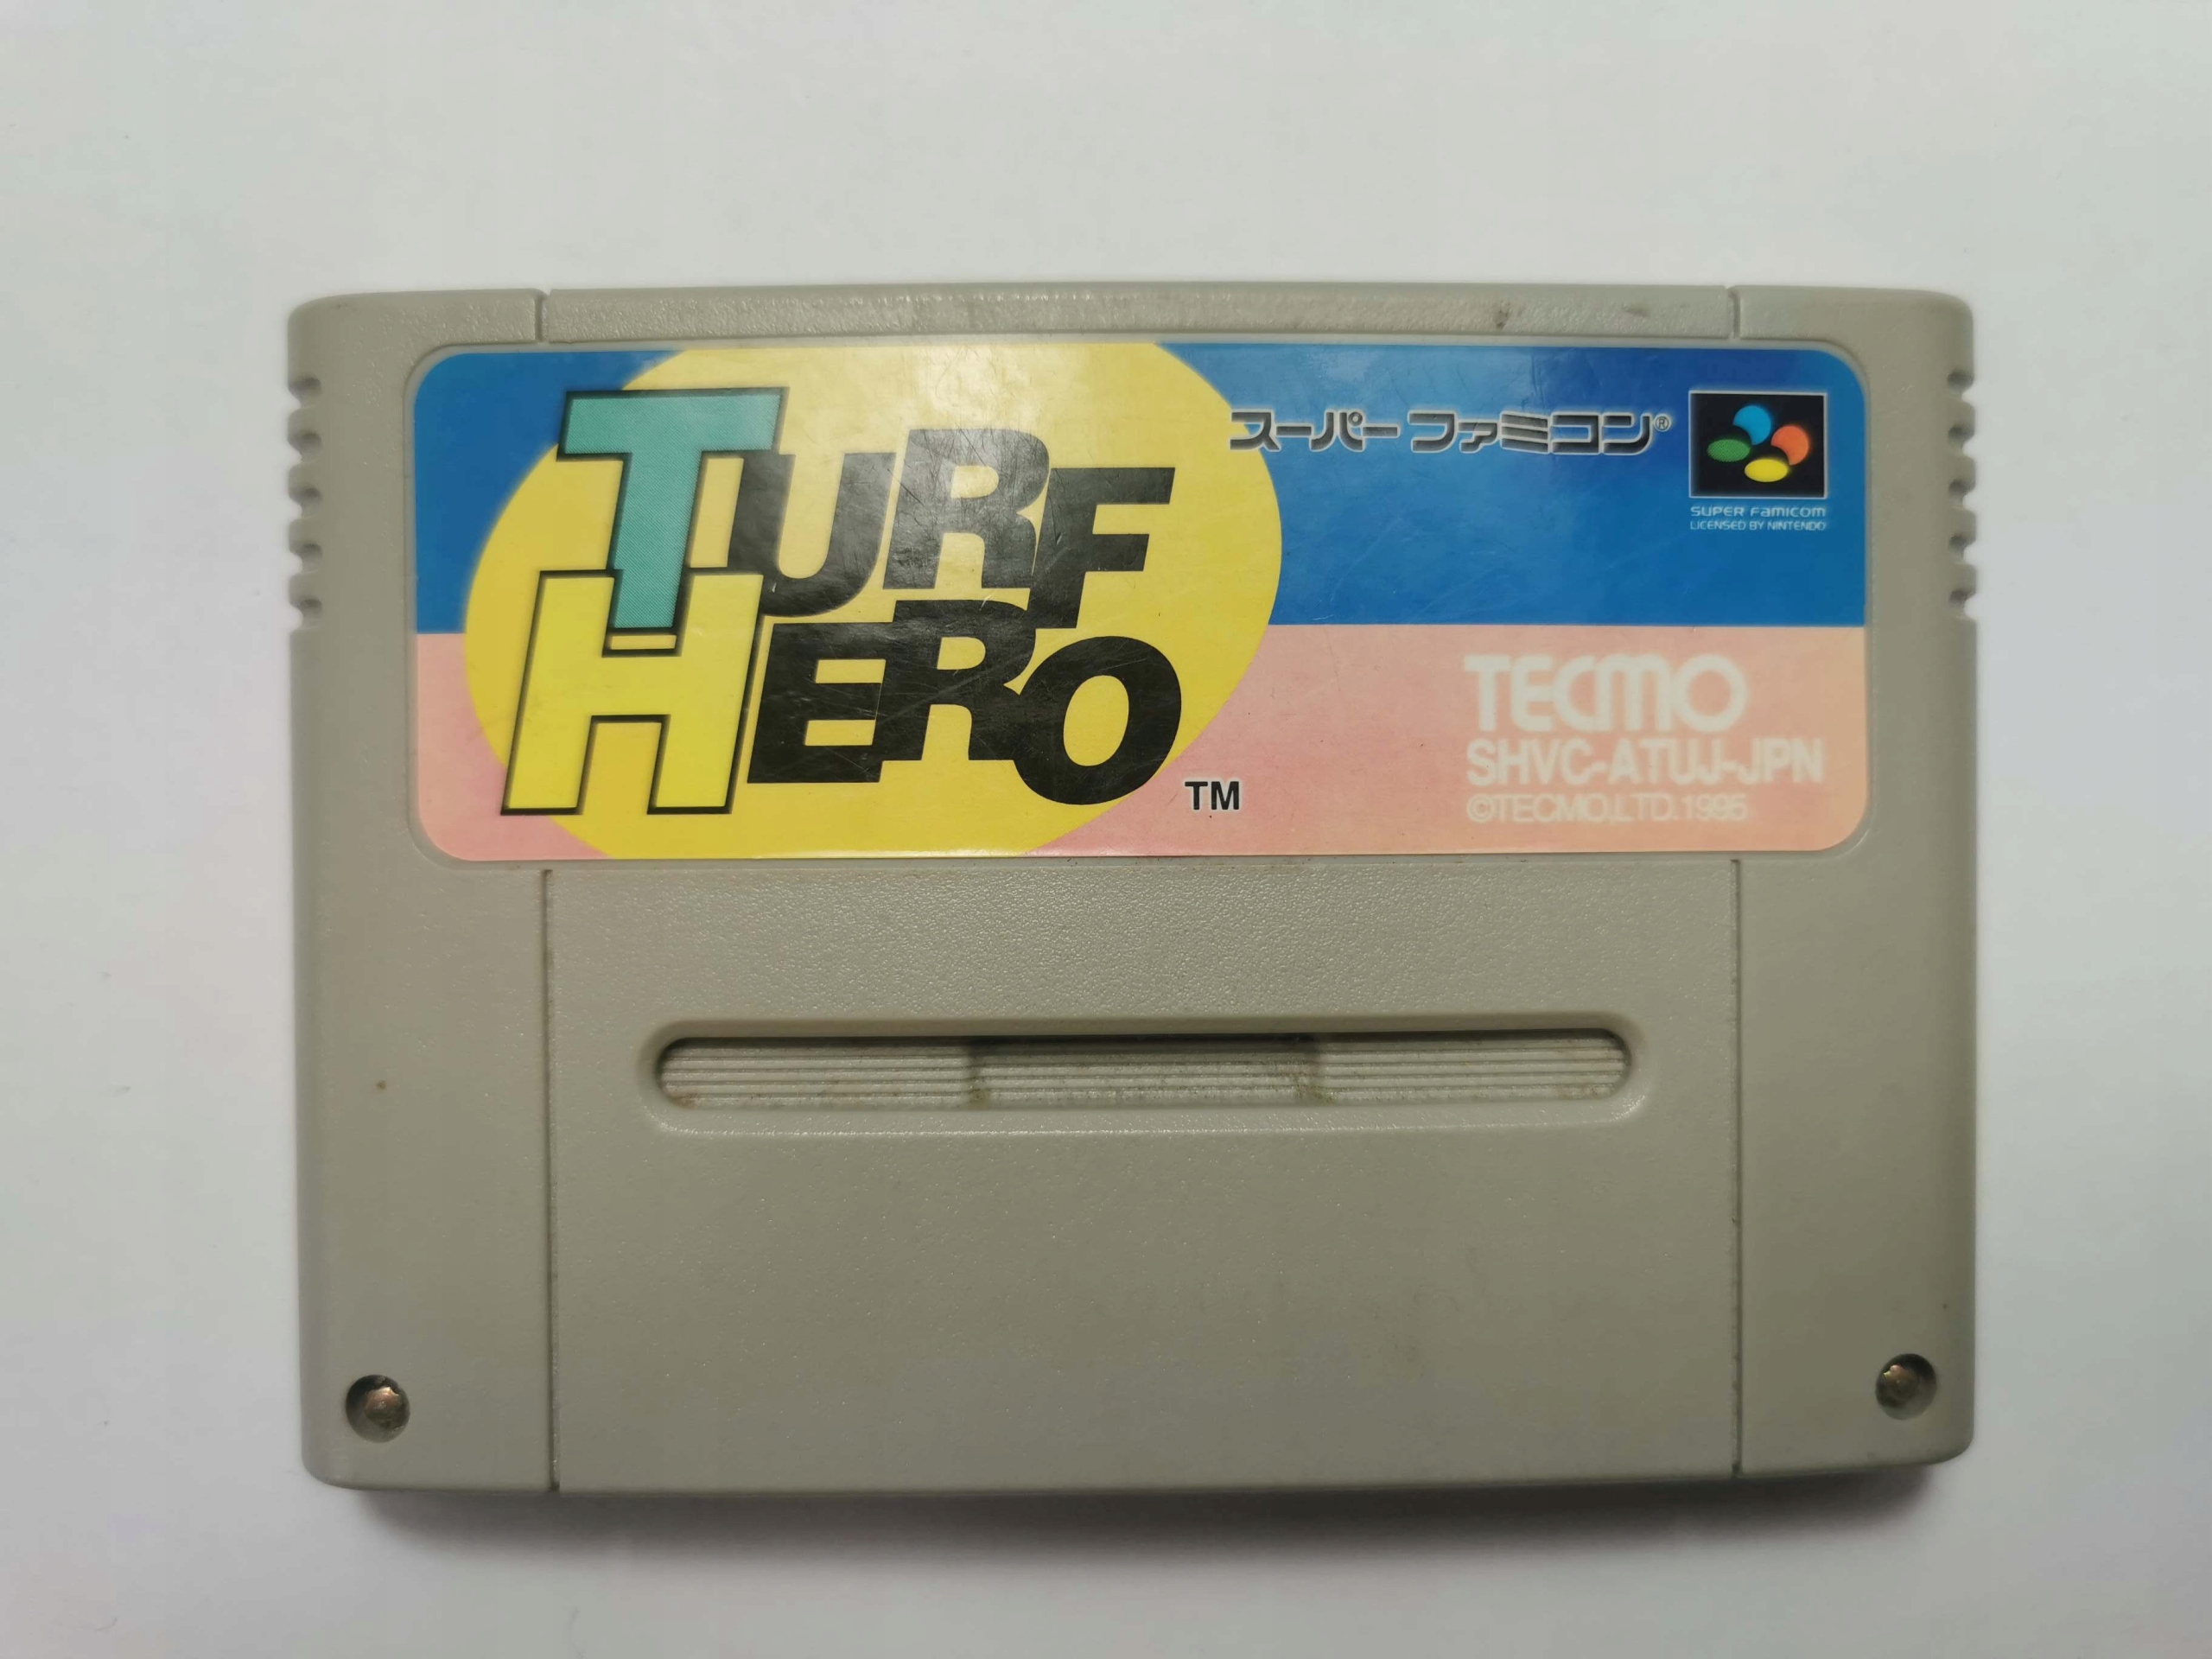 TURF
HERO
TM
スーパーファミコン®
SUPER FAMICOM
LICENSED BY NINTENDO
TECMO
SHVC-ATUJ-JPN
©TECMO,LTD.1995